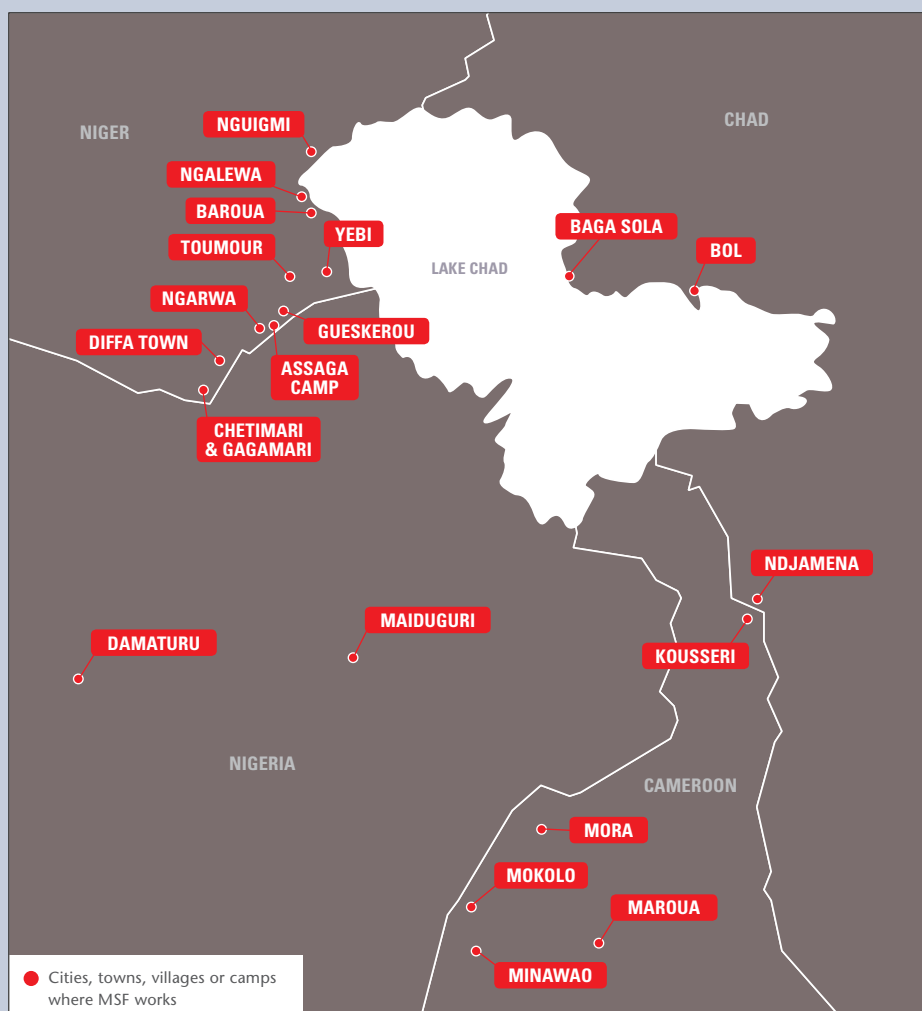 NIGER
CHAD
NGUIGMI
NGALEWA
BAROUA
YEBI
BAGA SOLA
TOUMOUR
BOL
LAKE CHAD
NGARWA
GUESKEROU
DIFFA TOWN
ASSAGA
CAMP
CHETIMARI
& GAGAMARI
NDJAMENA
MAIDUGURI
DAMATURU
KOUSSERI
NIGERIA
CAMEROON
MORA
MOKOLO
MAROUA
MINAWAO
Cities, towns, villages or camps
where MSF works